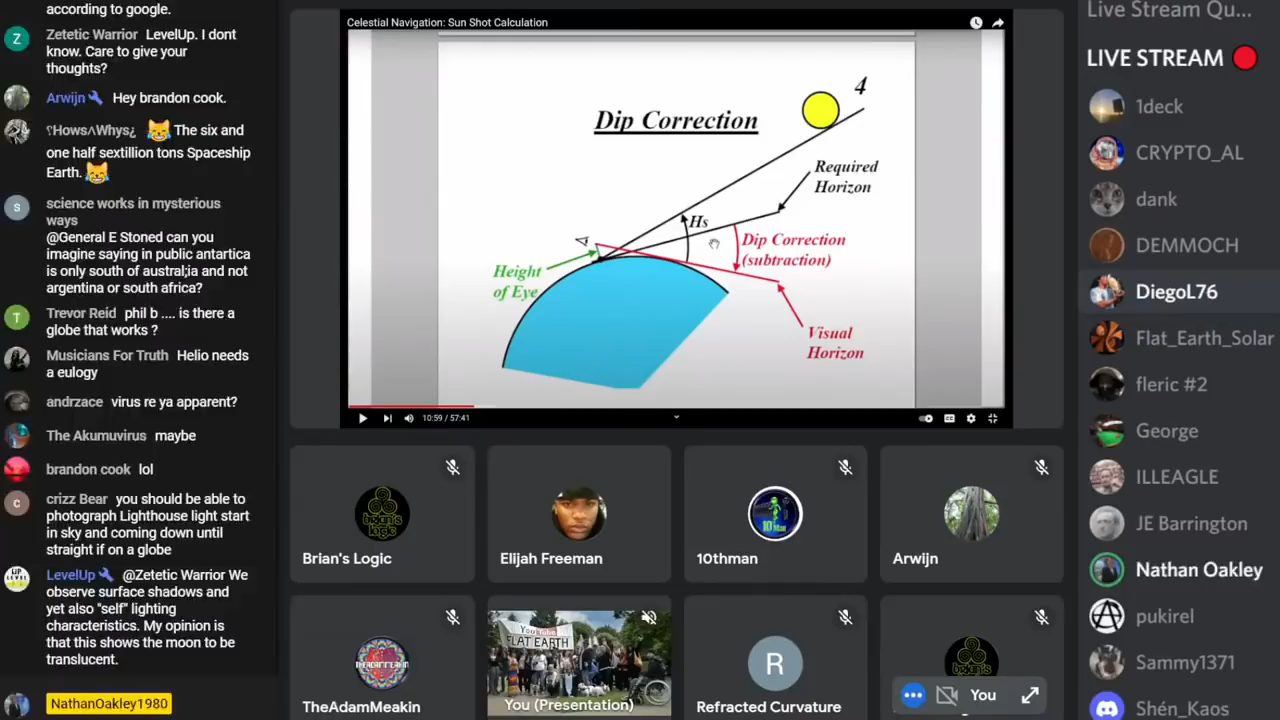 according to google.
Zetetic Warrior LevelUp. I dont
know. Care to give your
thoughts?
Arwijn Hey brandon cook.
The six and
one half sextillion tons Spaceship
Earth.
science works in mysterious
ways
@General E Stoned can you
imagine saying in public antartica
is only south of austral;ia and not
argentina or south africa?
Trevor Reid phil b .... is there a
globe that works ?
Musicians For Truth Helio needs
a eulogy
andrzace virus re ya apparent?
The Akumuvirus maybe
brandon cook lol
crizz Bear you should be able to
photograph Lighthouse light start
in sky and coming down until
straight if on a globe
LevelUp @Zetetic Warrior We
observe surface shadows and
yet also "self" lighting
characteristics. My opinion is
that this shows the moon to be
translucent.
NathanOakley1980
Celestial Navigation: Sun Shot Calculation
4
Dip Correction
Required
Horizon
Hs
Dip Correction
(subtraction)
Height
of Eye
Visual
Horizon
10:59 / 57:41
Brian's Logic
Elijah Freeman
10thman
Arwijn
TheAdamMeakin
YouTube
FLAT EARTH
You (Presentation)
R
Refracted Curvature
You
Live Stream Qu...
LIVE STREAM
1deck
CRYPTO_AL
dank
DEMMOCH
DiegoL76
Flat_Earth_Solar
fleric #2
George
ILLEAGLE
JE Barrington
Nathan Oakley
pukirel
Sammy1371
Shén_Kaos